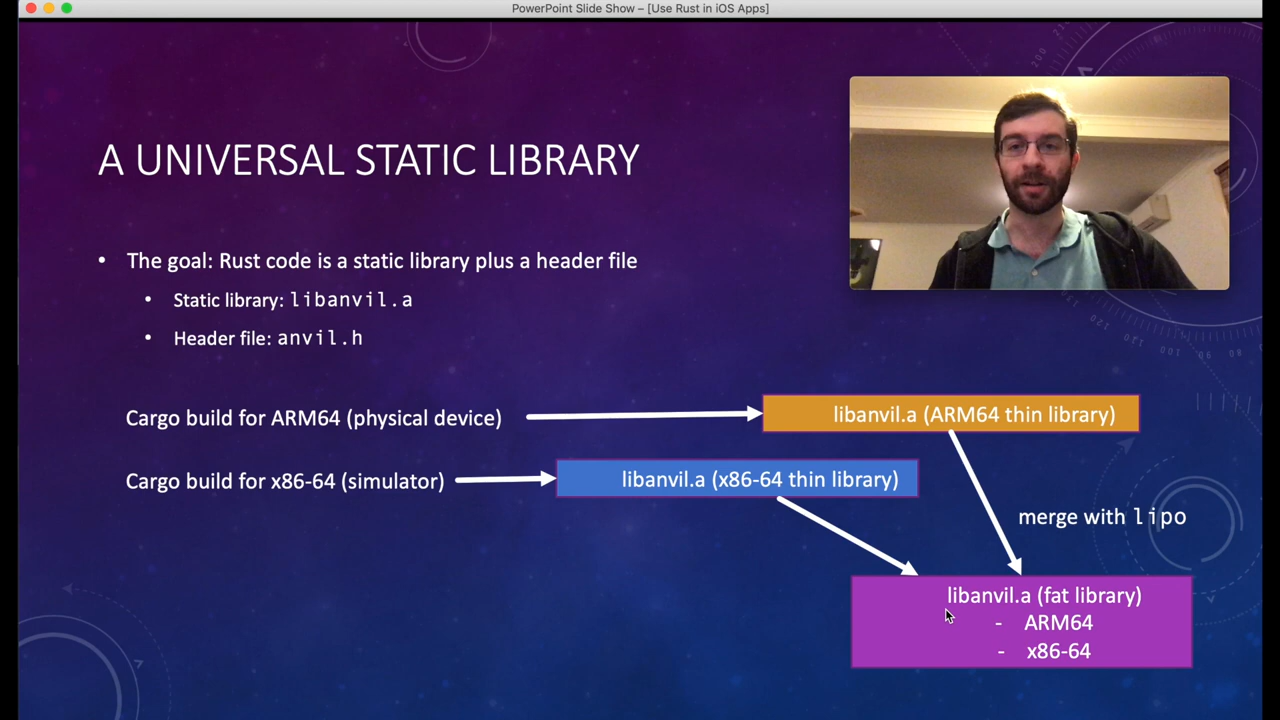 PowerPoint Slide Show – [Use Rust in iOS Apps]
A UNIVERSAL STATIC LIBRARY
• The goal: Rust code is a static library plus a header file
• Static library: libanvil.a
• Header file: anvil.h
Cargo build for ARM64 (physical device)
libanvil.a (ARM64 thin library)
Cargo build for x86-64 (simulator)
libanvil.a (x86-64 thin library)
merge with lipo
libanvil.a (fat library)
- ARM64
- x86-64